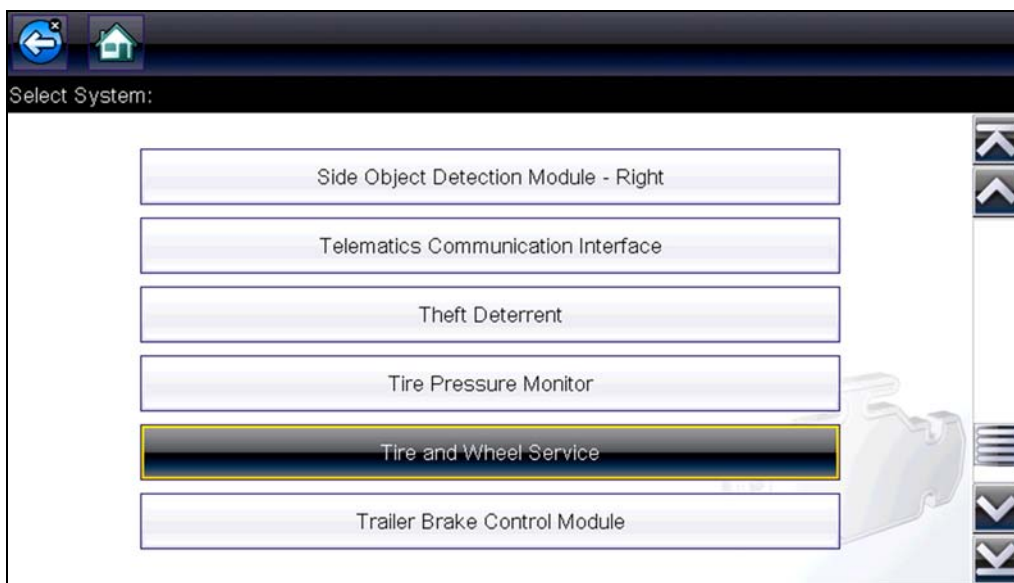 Select System:
Side Object Detection Module - Right
Telematics Communication Interface
Theft Deterrent
Tire Pressure Monitor
Tire and Wheel Service
Trailer Brake Control Module